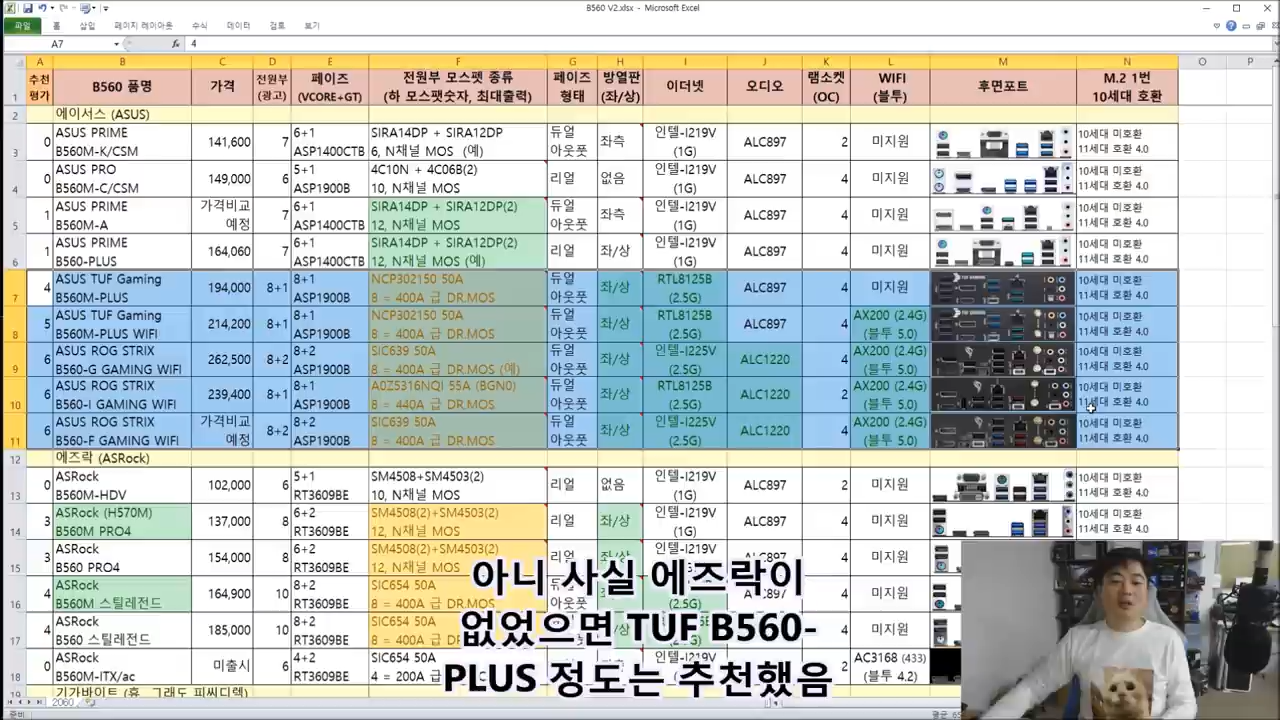 B560 V2.xlsx - Microsoft Excel
파일 홈 삽입 페이지 레이아웃 수식 데이터 검토 보기
A7 fx 4
A B C D E F G H I J K L M N O P
1 추천 평가 B560 품명 가격 전원부 (광고) 페이즈 (VCORE+GT) 전원부 모스펫 종류 (하 모스펫숫자, 최대출력) 페이즈 형태 방열판 (좌/상) 이더넷 오디오 램소켓 (OC) WIFI (블투) 후면포트 M.2 1번 10세대 호환
2 에이서스 (ASUS)
3 0 ASUS PRIME B560M-K/CSM 141,600 7 6+1 ASP1400CTB SIRA14DP + SIRA12DP 6, N채널 MOS (예) 듀얼 아웃풋 좌측 인텔-I219V (1G) ALC897 2 미지원 10세대 미호환 11세대 호환 4.0
4 0 ASUS PRO B560M-C/CSM 149,000 6 5+1 ASP1900B 4C10N + 4C06B(2) 10, N채널 MOS 리얼 없음 인텔-I219V (1G) ALC897 4 미지원 10세대 미호환 11세대 호환 4.0
5 1 ASUS PRIME B560M-A 가격비교 예정 7 6+1 ASP1400CTB SIRA14DP + SIRA12DP(2) 12, N채널 MOS 듀얼 아웃풋 좌측 인텔-I219V (1G) ALC897 4 미지원 10세대 미호환 11세대 호환 4.0
6 1 ASUS PRIME B560-PLUS 164,060 7 6+1 ASP1400CTB SIRA14DP + SIRA12DP(2) 12, N채널 MOS (예) 리얼 좌/상 인텔-I219V (1G) ALC897 4 미지원 10세대 미호환 11세대 호환 4.0
7 4 ASUS TUF Gaming B560M-PLUS 194,000 8+1 8+1 ASP1900B NCP302150 50A 8 = 400A 급 DR.MOS 듀얼 아웃풋 좌/상 RTL8125B (2.5G) ALC897 4 미지원 10세대 미호환 11세대 호환 4.0
8 5 ASUS TUF Gaming B560M-PLUS WIFI 214,200 8+1 8+1 ASP1900B NCP302150 50A 8 = 400A 급 DR.MOS 듀얼 아웃풋 좌/상 RTL8125B (2.5G) ALC897 4 AX200 (2.4G) (블투 5.0) 10세대 미호환 11세대 호환 4.0
9 6 ASUS ROG STRIX B560-G GAMING WIFI 262,500 8+2 8+2 ASP1900B SIC639 50A 8 = 400A 급 DR.MOS (예) 듀얼 아웃풋 좌/상 인텔-I225V (2.5G) ALC1220 4 AX200 (2.4G) (블투 5.0) 10세대 미호환 11세대 호환 4.0
10 6 ASUS ROG STRIX B560-I GAMING WIFI 239,400 8+1 8+1 ASP1900B A0Z5316NQI 55A (BGN0) 8 = 440A 급 DR.MOS 듀얼 아웃풋 좌/상 RTL8125B (2.5G) ALC1220 2 AX200 (2.4G) (블투 5.0) 10세대 미호환 11세대 호환 4.0
11 6 ASUS ROG STRIX B560-F GAMING WIFI 가격비교 예정 8+2 8+2 ASP1900B SIC639 50A 8 = 400A 급 DR.MOS 듀얼 아웃풋 좌/상 인텔-I225V (2.5G) ALC1220 4 AX200 (2.4G) (블투 5.0) 10세대 미호환 11세대 호환 4.0
12 에즈락 (ASRock)
13 0 ASRock B560M-HDV 102,000 6 5+1 RT3609BE SM4508+SM4503(2) 10, N채널 MOS 리얼 없음 인텔-I219V (1G) ALC897 2 미지원 10세대 미호환 11세대 호환 4.0
14 3 ASRock (H570M) B560M PRO4 137,000 8 6+2 RT3609BE SM4508(2)+SM4503(2) 12, N채널 MOS 리얼 좌/상 인텔-I219V (1G) ALC897 4 미지원 10세대 미호환 11세대 호환 4.0
15 3 ASRock B560 PRO4 154,000 8 6+2 RT3609BE SM4508(2)+SM4503(2) 12, N채널 MOS 4 미지원
16 4 ASRock B560M 스틸레전드 164,900 10 8+2 RT3609BE SIC654 50A 8 = 400A 급 DR.MOS (2.5G) 4 미지원
17 4 ASRock B560 스틸레전드 185,000 10 8+2 RT3609BE SIC654 50A 8 = 400A 4 미지원
18 0 ASRock B560M-ITX/ac 미출시 6 4+2 RT3609BE SIC654 50A 4 = 200A 2 AC3168 (433) (블투 4.2)
아니 사실 에즈락이
없었으면 TUF B560-
PLUS 정도는 추천했음
2060
준비